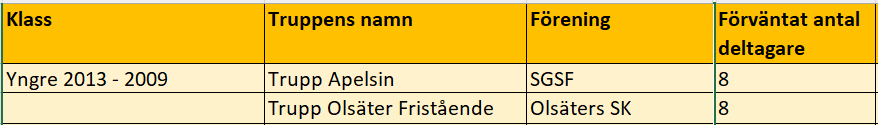 Klass Truppens namn Förening Förväntat antal
deltagare
Yngre 2013 - 2009 Trupp Apelsin SGSF 8
Trupp Olsäter Fristående Olsäters SK 8